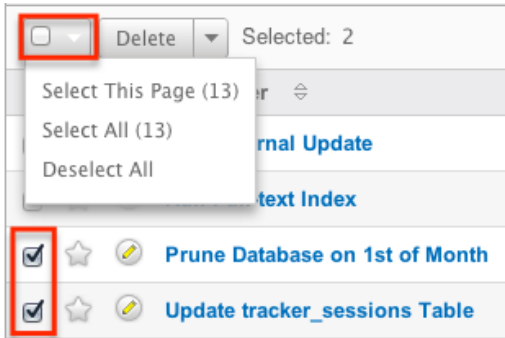 Delete Selected: 2
Select This Page (13)
Select All (13)
Deselect All
r
rnal Update
text Index
Prune Database on 1st of Month
Update tracker_sessions Table